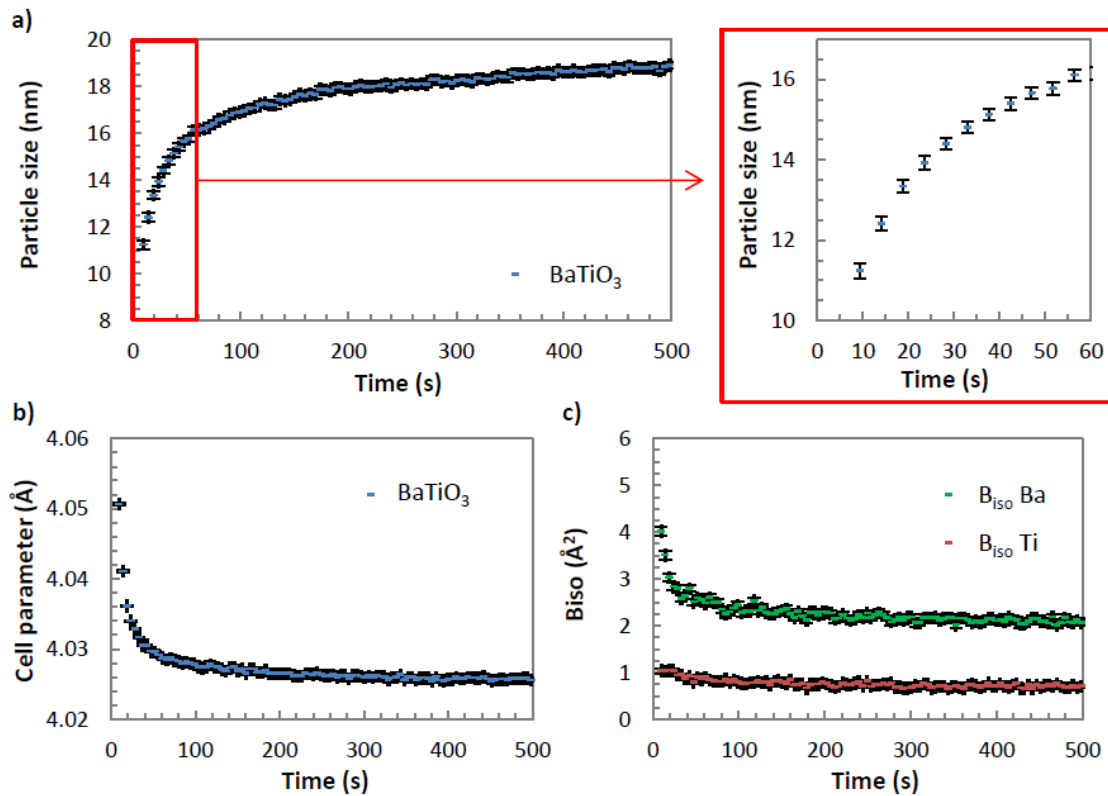 a)
20
18
16
14
12
10
8
Particle size (nm)
BaTiO₃
0 100 200 300 400 500
Time (s)
16
14
12
10
Particle size (nm)
0 10 20 30 40 50 60
Time (s)
b)
4.06
4.05
4.04
4.03
4.02
Cell parameter (Å)
BaTiO₃
0 100 200 300 400 500
Time (s)
c)
6
5
4
3
2
1
0
Biso (Å²)
Bᵢₛₒ Ba
Bᵢₛₒ Ti
0 100 200 300 400 500
Time (s)